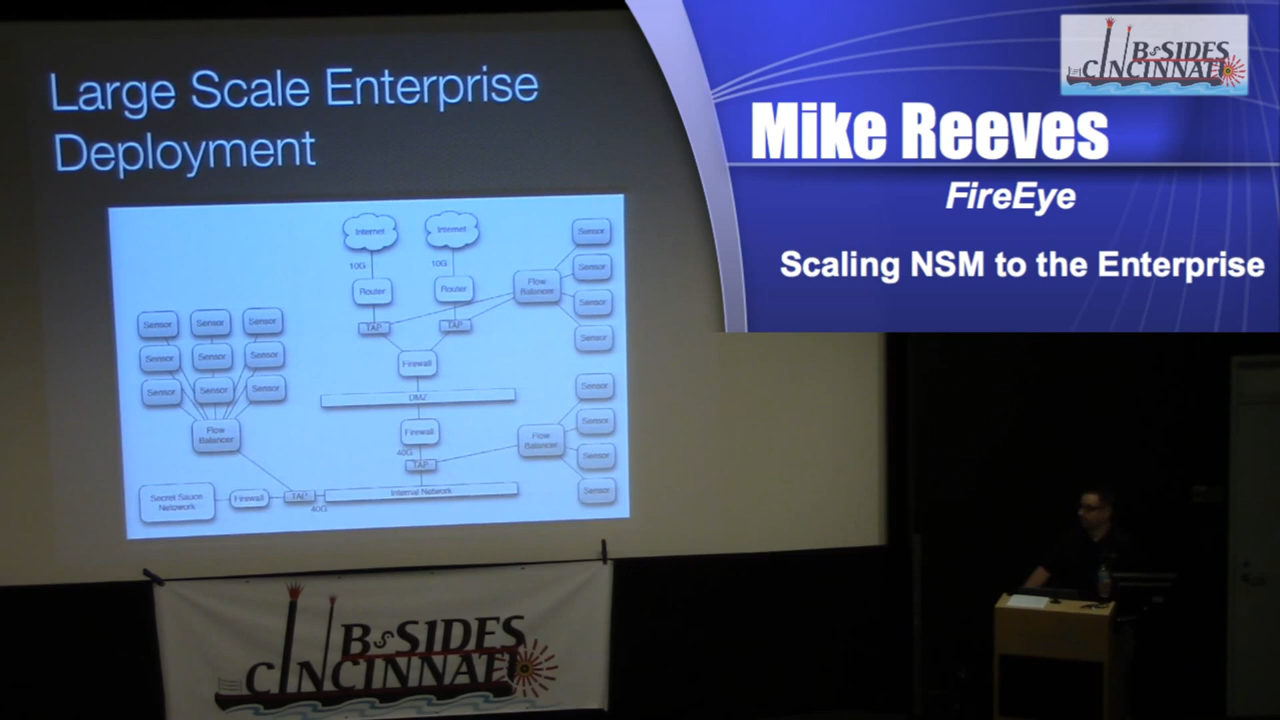 Large Scale Enterprise
Deployment
Internet
Internet
10G
10G
Router
Router
TAP
TAP
Flow
Balancer
Sensor
Sensor
Sensor
Sensor
Firewall
DMZ
Firewall
40G
TAP
Flow
Balancer
Sensor
Sensor
Sensor
Sensor
Internal Network
Sensor
Sensor
Sensor
Sensor
Sensor
Sensor
Sensor
Sensor
Sensor
Flow
Balancer
Secret Sauce
Netowork
Firewall
TAP
40G
BSIDES
CINCINNATI
Mike Reeves
FireEye
Scaling NSM to the Enterprise
BSIDES
CINCINNATI